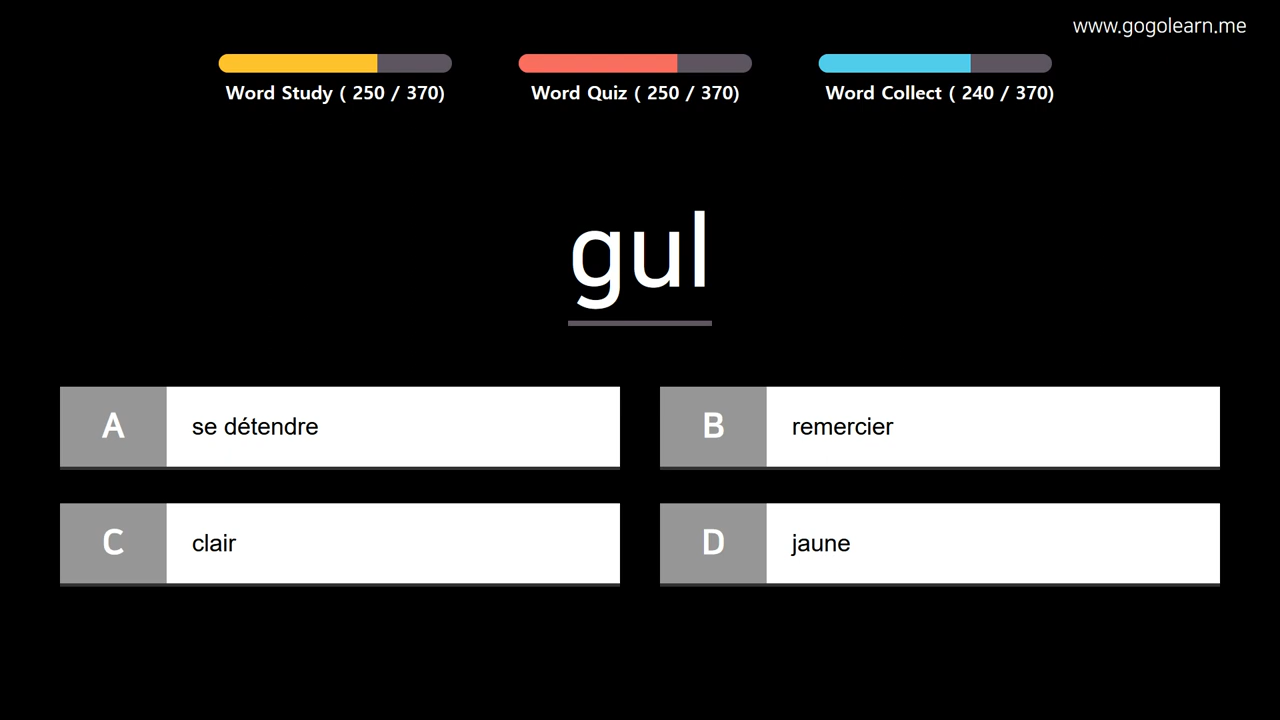 www.gogolearn.me
Word Study ( 250 / 370)
Word Quiz ( 250 / 370)
Word Collect ( 240 / 370)
gul
A se détendre
B remercier
C clair
D jaune